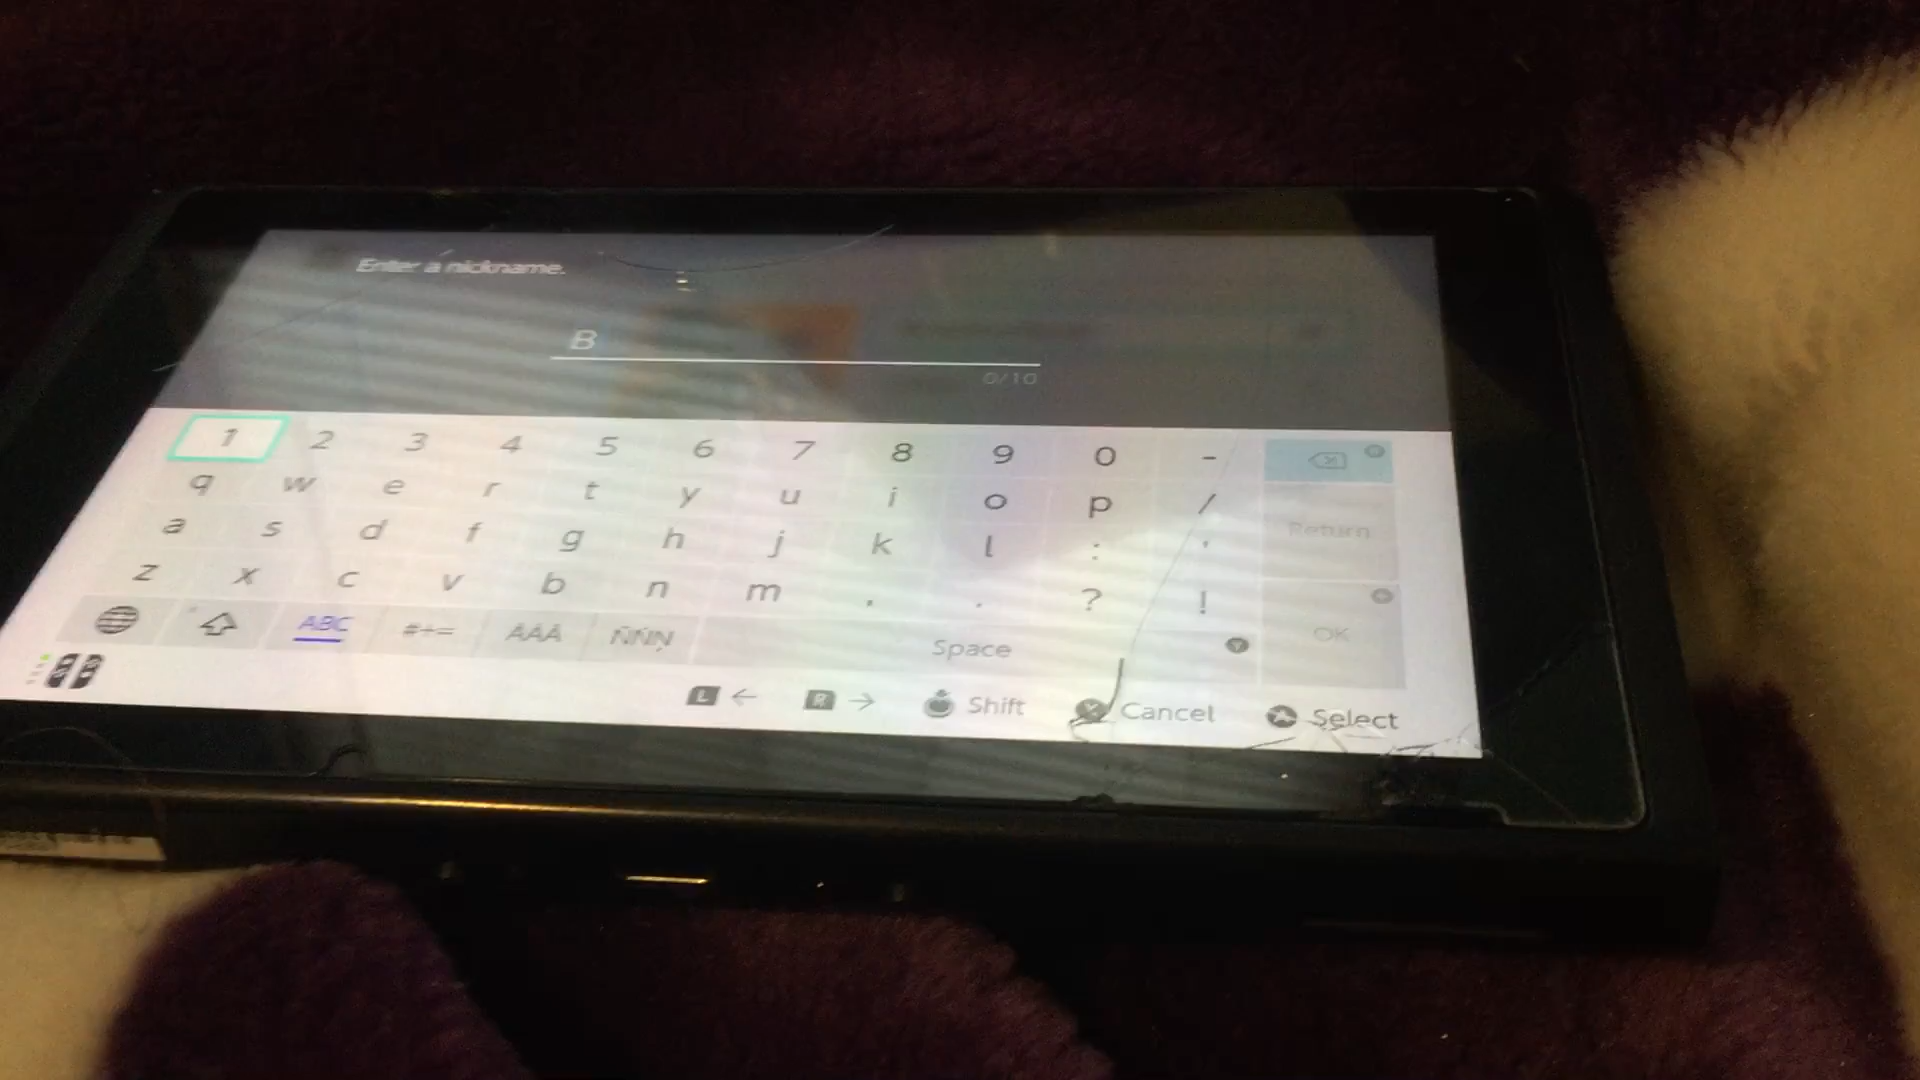 Enter a nickname.
B
0/10
1 2 3 4 5 6 7 8 9 0 -
q w e r t y u i o p /
Return
a s d f g h j k l : '
z x c v b n m , . ? !
OK
ABC #+= ÀÁÂ ÑÑŅ Space
L ← R → Shift X Cancel A Select